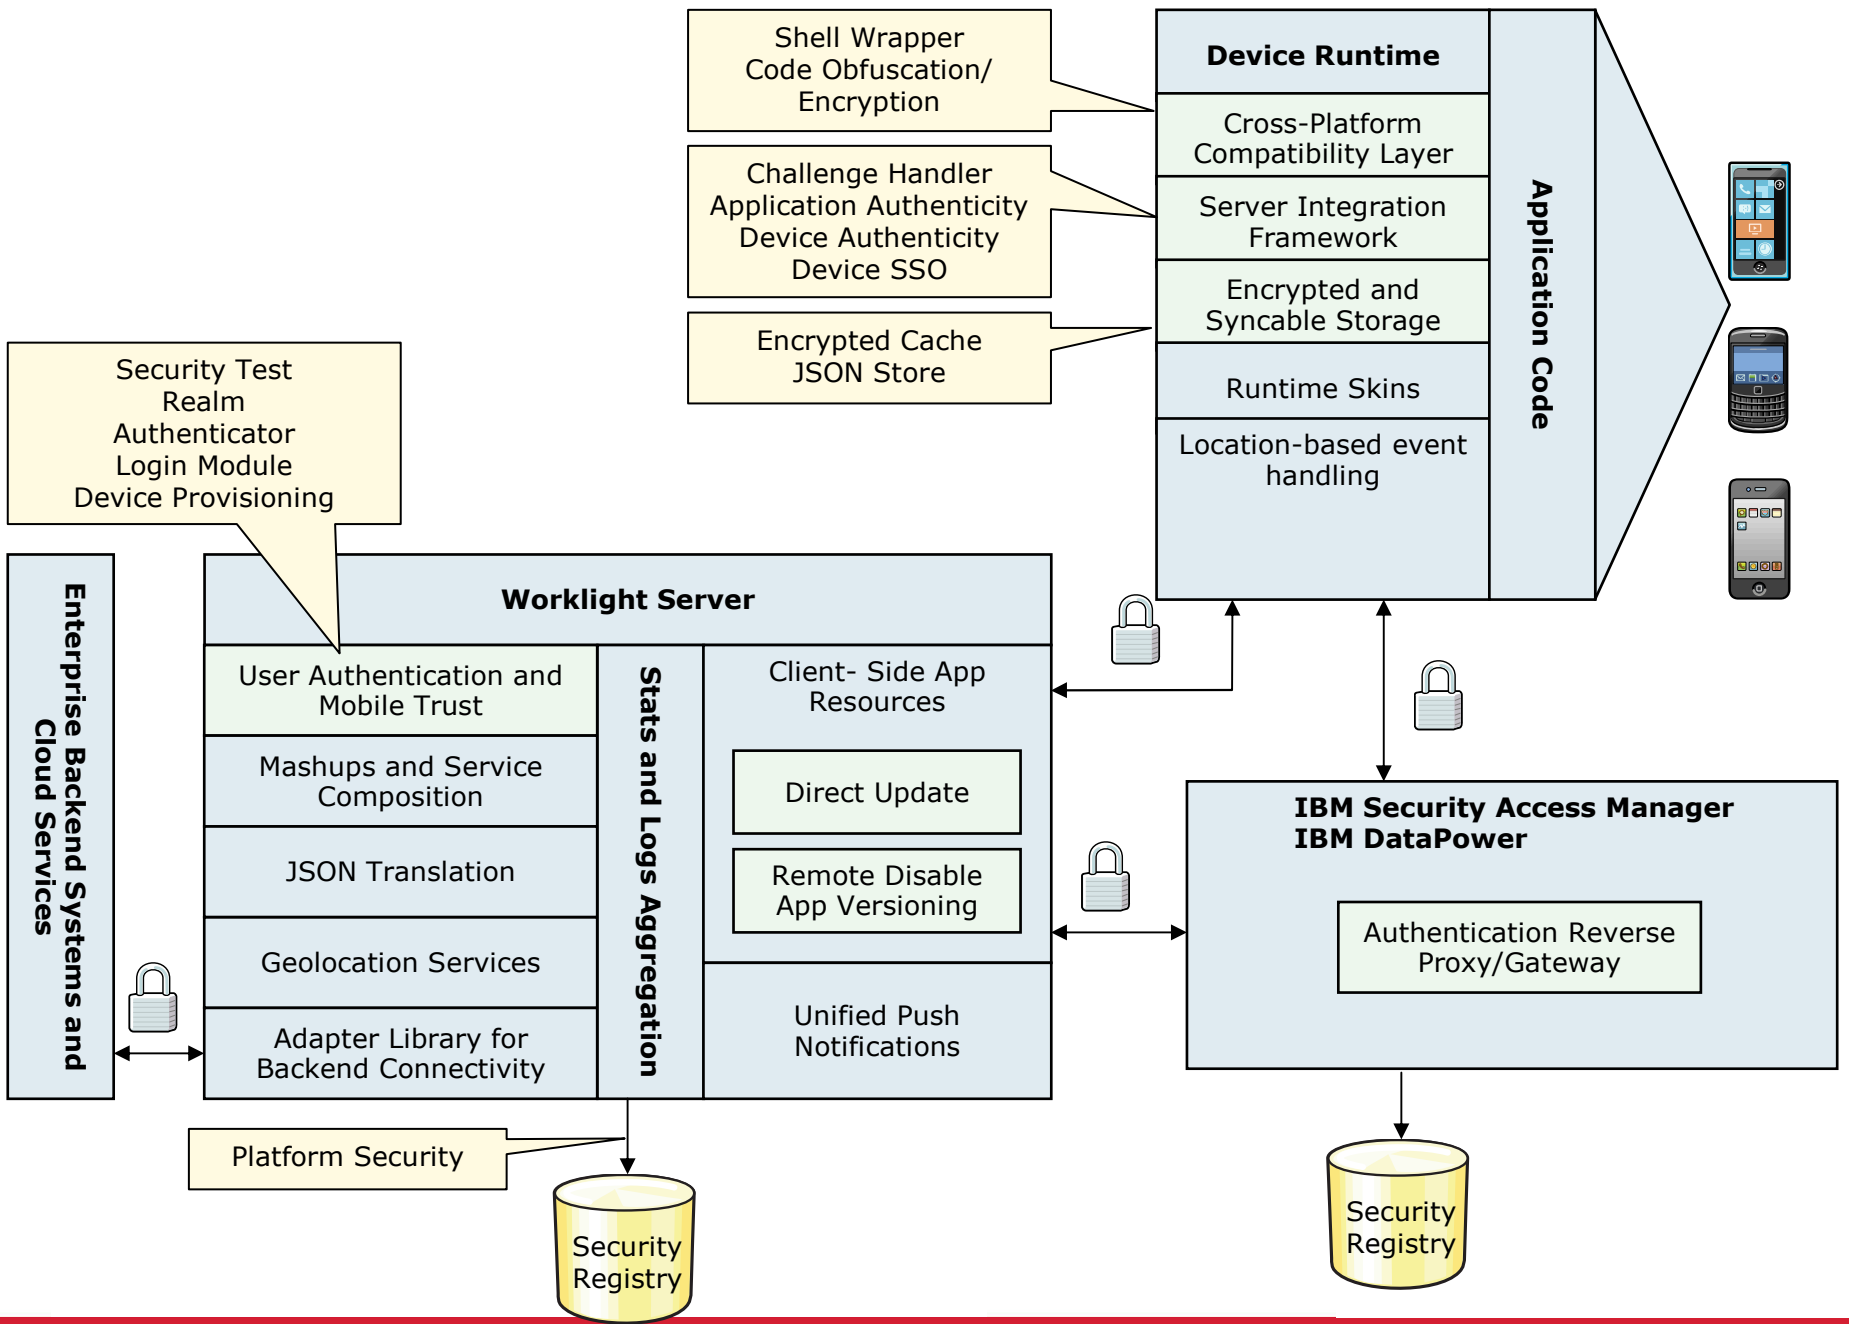 Shell Wrapper
Code Obfuscation/
Encryption
Challenge Handler
Application Authenticity
Device Authenticity
Device SSO
Encrypted Cache
JSON Store
Device Runtime
Cross-Platform
Compatibility Layer
Server Integration
Framework
Encrypted and
Syncable Storage
Runtime Skins
Location-based event
handling
Application Code
Security Test
Realm
Authenticator
Login Module
Device Provisioning
Enterprise Backend Systems and
Cloud Services
Worklight Server
User Authentication and
Mobile Trust
Mashups and Service
Composition
JSON Translation
Geolocation Services
Adapter Library for
Backend Connectivity
Stats and Logs Aggregation
Client- Side App
Resources
Direct Update
Remote Disable
App Versioning
Unified Push
Notifications
IBM Security Access Manager
IBM DataPower
Authentication Reverse
Proxy/Gateway
Platform Security
Security
Registry
Security
Registry